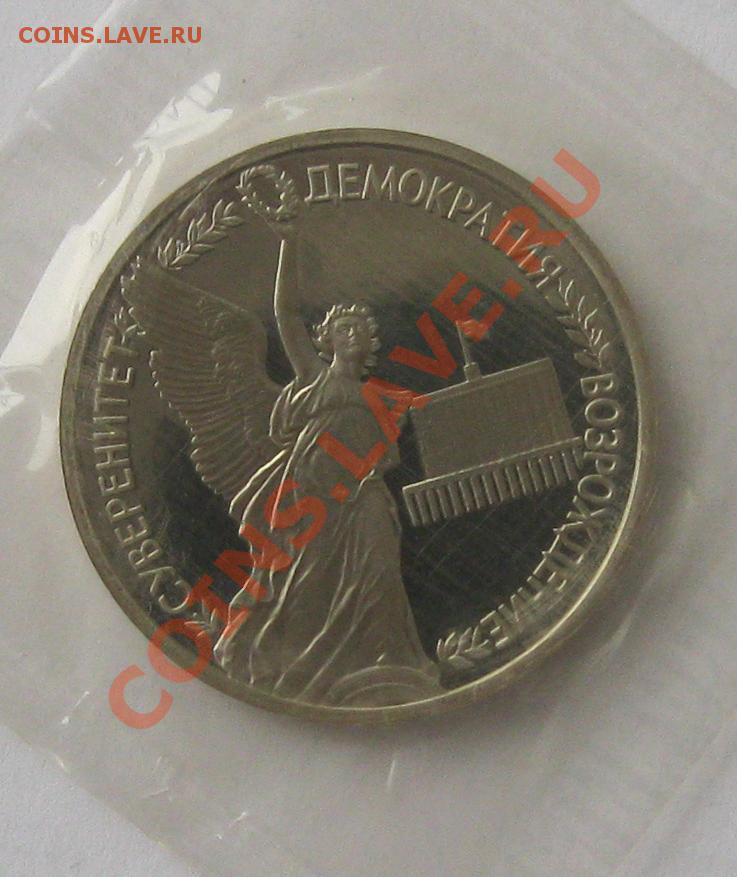 COINS.LAVE.RU
СУВЕРЕНИТЕТ
ДЕМОКРАТИЯ
ВОЗРОЖДЕНИЕ
COINS.LAVE.RU